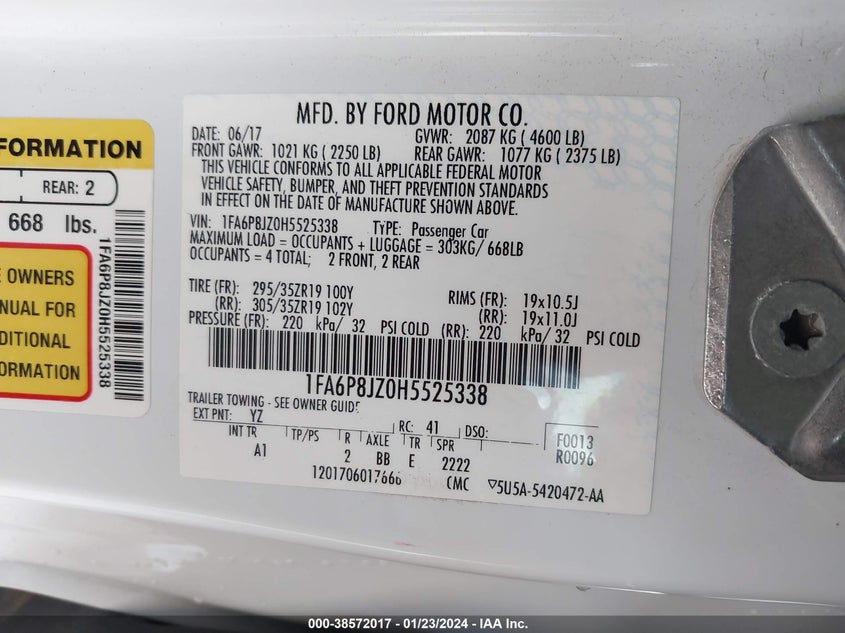 FORMATION
REAR: 2
668 lbs.
1FA6P8JZ0H5525338
E OWNERS
NUAL FOR
DITIONAL
FORMATION
MFD. BY FORD MOTOR CO.
DATE: 06/17 GVWR: 2087 KG ( 4600 LB)
FRONT GAWR: 1021 KG ( 2250 LB) REAR GAWR: 1077 KG ( 2375 LB)
THIS VEHICLE CONFORMS TO ALL APPLICABLE FEDERAL MOTOR
VEHICLE SAFETY, BUMPER, AND THEFT PREVENTION STANDARDS
IN EFFECT ON THE DATE OF MANUFACTURE SHOWN ABOVE.
VIN: 1FA6P8JZ0H5525338 TYPE: Passenger Car
MAXIMUM LOAD = OCCUPANTS + LUGGAGE = 303KG/ 668LB
OCCUPANTS = 4 TOTAL; 2 FRONT, 2 REAR
TIRE (FR): 295/35ZR19 100Y RIMS (FR): 19x10.5J
(RR): 305/35ZR19 102Y (RR): 19x11.0J
PRESSURE (FR): 220 kPa/ 32 PSI COLD (RR): 220 kPa/ 32 PSI COLD
1FA6P8JZ0H5525338
TRAILER TOWING - SEE OWNER GUIDE
EXT PNT: YZ RC: 41 DSO: F0013
INT TR TP/PS R AXLE TR SPR R0096
A1 2 BB E 2222
1201706017666 CMC ▽5U5A-5420472-AA
000-38572017 - 01/23/2024 - IAA Inc.